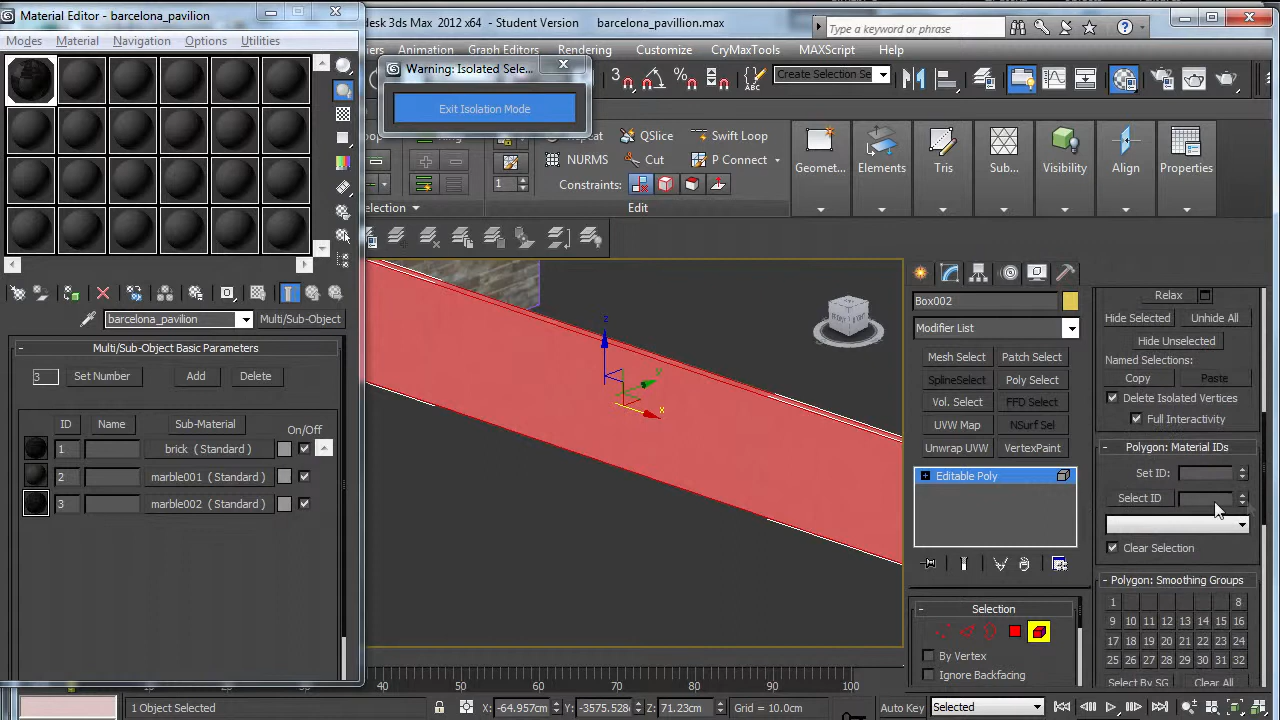 Material Editor - barcelona_pavilion
Modes Material Navigation Options Utilities
desk 3ds Max 2012 x64 - Student Version barcelona_pavillion.max
Type a keyword or phrase
Animation Graph Editors Rendering Customize CryMaxTools MAXScript Help
Warning: Isolated Sele...
Exit Isolation Mode
3 % ABC Create Selection Se
Repeat QSlice Swift Loop
NURMS Cut P Connect
1 Constraints:
Edit
Geomet... Elements Tris Sub... Visibility Align Properties
barcelona_pavilion Multi/Sub-Object
Multi/Sub-Object Basic Parameters
3 Set Number Add Delete
ID Name Sub-Material On/Off
1 brick ( Standard )
2 marble001 ( Standard )
3 marble002 ( Standard )
z
y
x
Box002
Modifier List
Mesh Select Patch Select
SplineSelect Poly Select
Vol. Select FFD Select
UVW Map NSurf Sel
Unwrap UVW VertexPaint
Editable Poly
Selection
By Vertex
Ignore Backfacing
Relax
Hide Selected Unhide All
Hide Unselected
Named Selections:
Copy Paste
Delete Isolated Vertices
Full Interactivity
Polygon: Material IDs
Set ID:
Select ID
Clear Selection
Polygon: Smoothing Groups
1 8
9 10 11 12 13 14 15 16
17 18 19 20 21 22 23 24
25 26 27 28 29 30 31 32
Select By SG Clear All
40 50 60 70 80 90 100
1 Object Selected X: -64.957cm Y: -3575.528 Z: 71.23cm Grid = 10.0cm Auto Key Selected